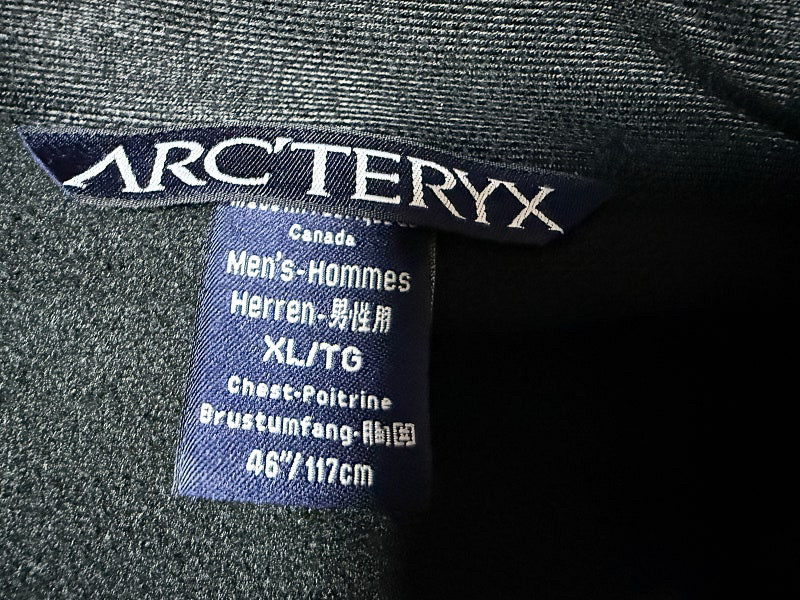 ARC'TERYX
Canada
Men's-Hommes
Herren-男性用
XL/TG
Chest-Poitrine
Brustumfang-胸囲
46"/117cm